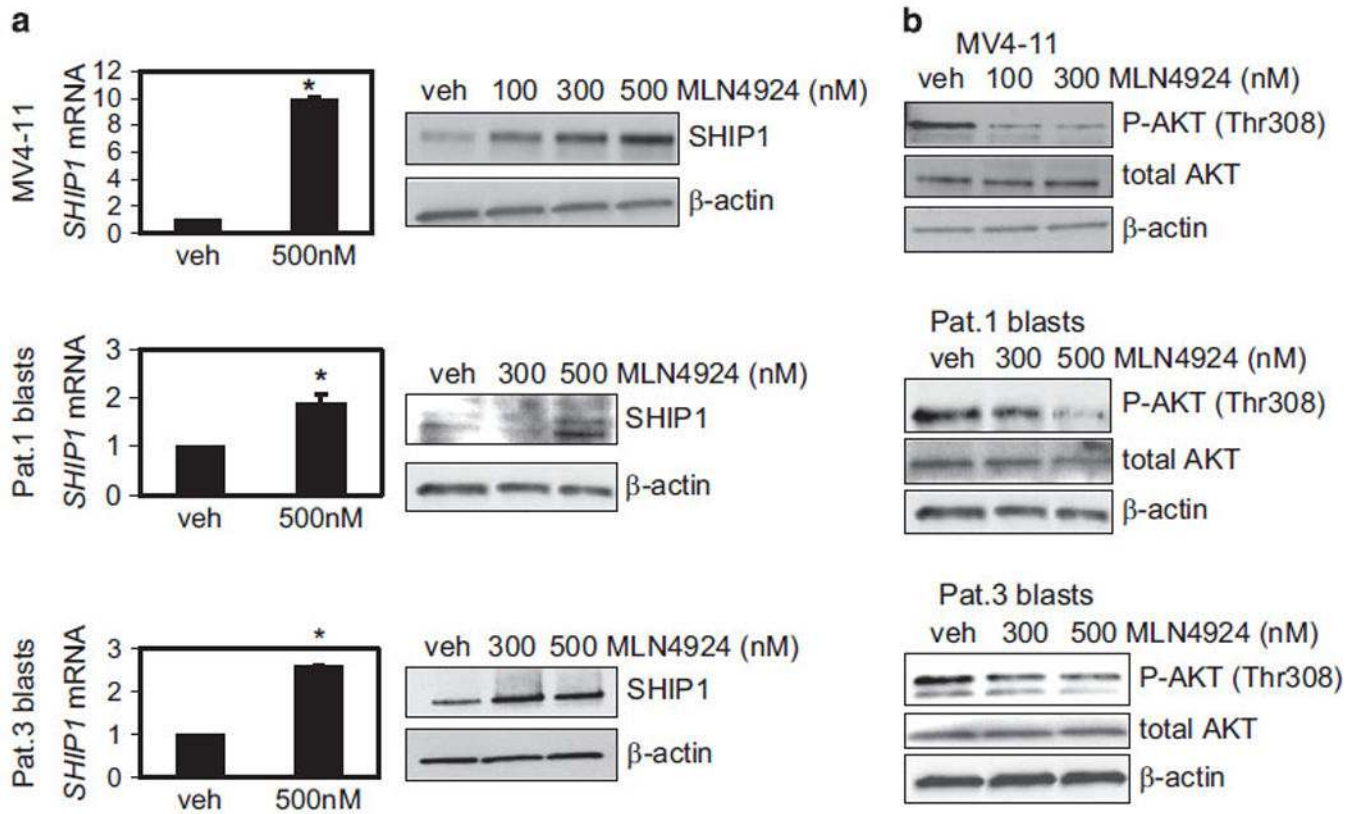 a
MV4-11
SHIP1 mRNA
12
10
8
6
4
2
0
*
veh 500nM
veh 100 300 500 MLN4924 (nM)
SHIP1
β-actin
Pat.1 blasts
SHIP1 mRNA
3
2
1
0
*
veh 500nM
veh 300 500 MLN4924 (nM)
SHIP1
β-actin
Pat.3 blasts
SHIP1 mRNA
3
2
1
0
*
veh 500nM
veh 300 500 MLN4924 (nM)
SHIP1
β-actin
b
MV4-11
veh 100 300 MLN4924 (nM)
P-AKT (Thr308)
total AKT
β-actin
Pat.1 blasts
veh 300 500 MLN4924 (nM)
P-AKT (Thr308)
total AKT
β-actin
Pat.3 blasts
veh 300 500 MLN4924 (nM)
P-AKT (Thr308)
total AKT
β-actin